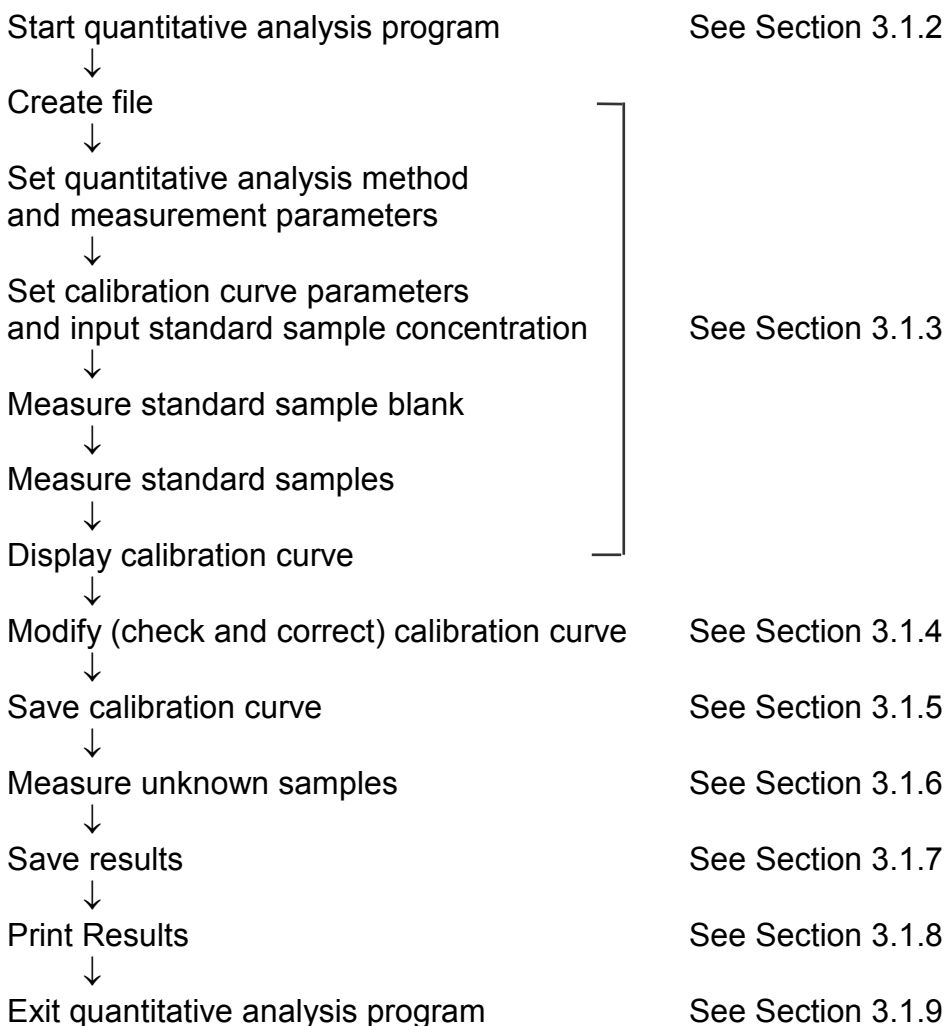 Start quantitative analysis program See Section 3.1.2
↓
Create file
↓
Set quantitative analysis method
and measurement parameters
↓
Set calibration curve parameters
and input standard sample concentration See Section 3.1.3
↓
Measure standard sample blank
↓
Measure standard samples
↓
Display calibration curve
↓
Modify (check and correct) calibration curve See Section 3.1.4
↓
Save calibration curve See Section 3.1.5
↓
Measure unknown samples See Section 3.1.6
↓
Save results See Section 3.1.7
↓
Print Results See Section 3.1.8
↓
Exit quantitative analysis program See Section 3.1.9